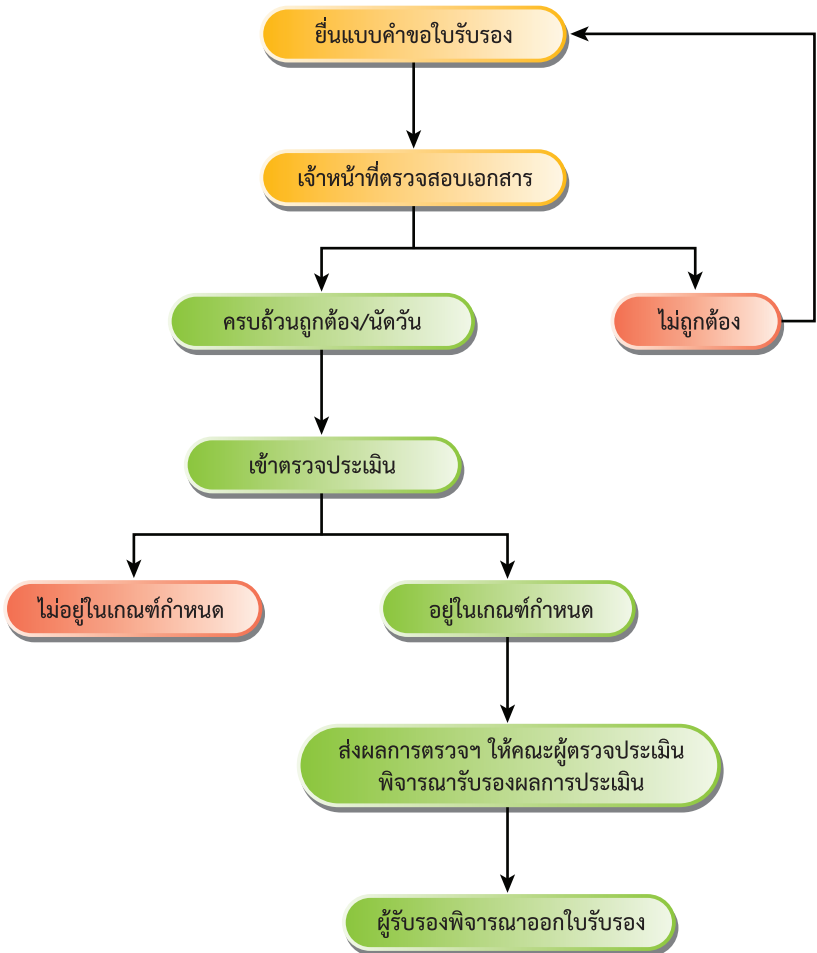 ยื่นแบบคำขอใบรับรอง
เจ้าหน้าที่ตรวจสอบเอกสาร
ครบถ้วนถูกต้อง/นัดวัน
ไม่ถูกต้อง
เข้าตรวจประเมิน
ไม่อยู่ในเกณฑ์กำหนด
อยู่ในเกณฑ์กำหนด
ส่งผลการตรวจฯ ให้คณะผู้ตรวจประเมิน
พิจารณารับรองผลการประเมิน
ผู้รับรองพิจารณาออกใบรับรอง